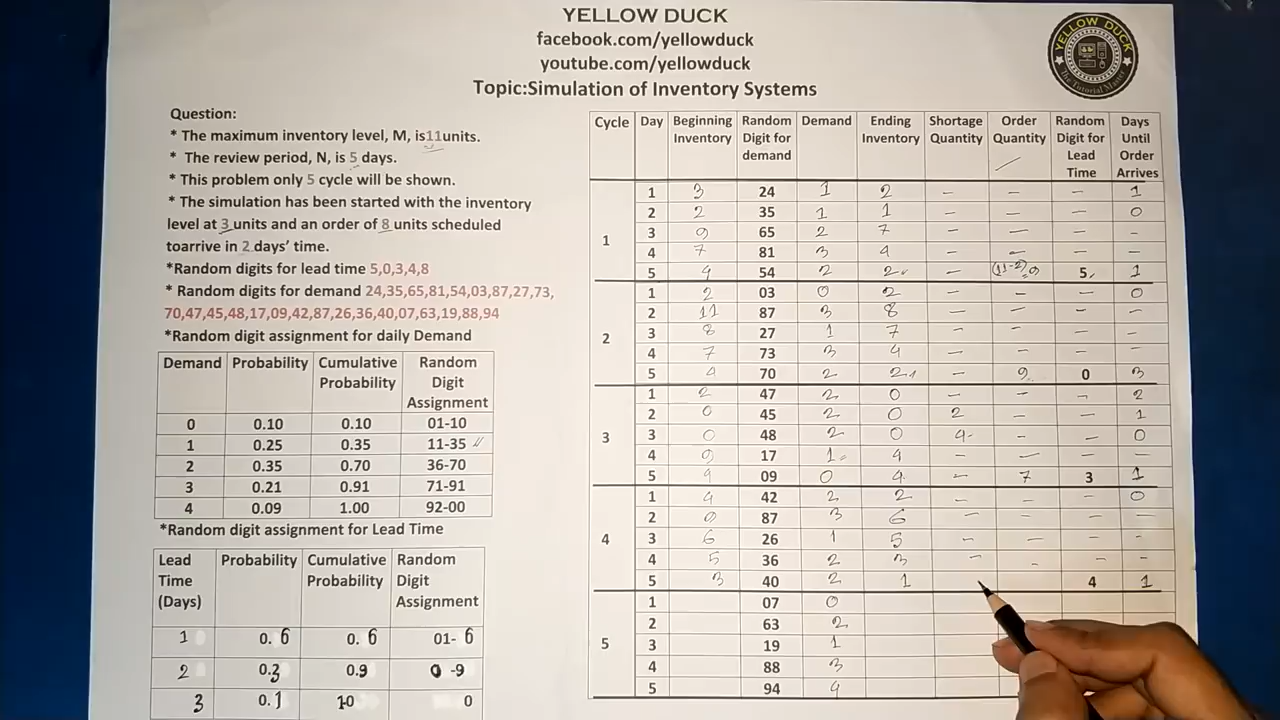 YELLOW DUCK
facebook.com/yellowduck
youtube.com/yellowduck
Topic:Simulation of Inventory Systems
YELLOW DUCK
The Tutorial Master
Question:
* The maximum inventory level, M, is11units.
* The review period, N, is 5 days.
* This problem only 5 cycle will be shown.
* The simulation has been started with the inventory
level at 3 units and an order of 8 units scheduled
toarrive in 2 days’ time.
*Random digits for lead time 5,0,3,4,8
* Random digits for demand 24,35,65,81,54,03,87,27,73,
70,47,45,48,17,09,42,87,26,36,40,07,63,19,88,94
*Random digit assignment for daily Demand
Demand Probability Cumulative Probability Random Digit Assignment
0 0.10 0.10 01-10
1 0.25 0.35 11-35
2 0.35 0.70 36-70
3 0.21 0.91 71-91
4 0.09 1.00 92-00
*Random digit assignment for Lead Time
Lead Time (Days) Probability Cumulative Probability Random Digit Assignment
1 0.6 0.6 01-6
2 0.3 0.9 -9
3 0.1 10 0
Cycle Day Beginning Inventory Random Digit for demand Demand Ending Inventory Shortage Quantity Order Quantity Random Digit for Lead Time Days Until Order Arrives
1
1 3 24 1 2 - - - 1
2 2 35 1 1 - - - 0
3 9 65 2 7 - - - -
4 7 81 3 4 - - - -
5 4 54 2 2 - (11-2)=9 5 1
2
1 2 03 0 2 - - - 0
2 11 87 3 8 - - - -
3 8 27 1 7 - - - -
4 7 73 3 4 - - - -
5 4 70 2 2 - 9 0 3
3
1 2 47 2 0 - - - 2
2 0 45 2 0 2 - - 1
3 0 48 2 0 4 - - 0
4 9 17 1 4 - - - -
5 4 09 0 4 - 7 3 1
4
1 4 42 2 2 - - - 0
2 9 87 3 6 - - - -
3 6 26 1 5 - - - -
4 5 36 2 3 - - - -
5 3 40 2 1 4 1
5
1 07 0
2 63 2
3 19 1
4 88 3
5 94 4